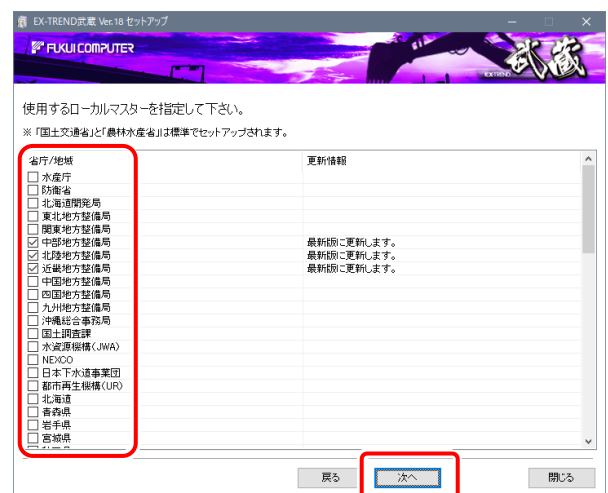 EX-TREND武蔵 Ver.18 セットアップ
FUKUI COMPUTER
EX-TREND 武蔵
使用するローカルマスターを指定して下さい。
※「国土交通省」と「農林水産省」は標準でセットアップされます。
省庁/地域 更新情報
水産庁
防衛省
北海道開発局
東北地方整備局
関東地方整備局
中部地方整備局 最新版に更新します。
北陸地方整備局 最新版に更新します。
近畿地方整備局 最新版に更新します。
中国地方整備局
四国地方整備局
九州地方整備局
沖縄総合事務局
国土調査課
水資源機構(JWA)
NEXCO
日本下水道事業団
都市再生機構(UR)
北海道
青森県
岩手県
宮城県
戻る 次へ 閉じる